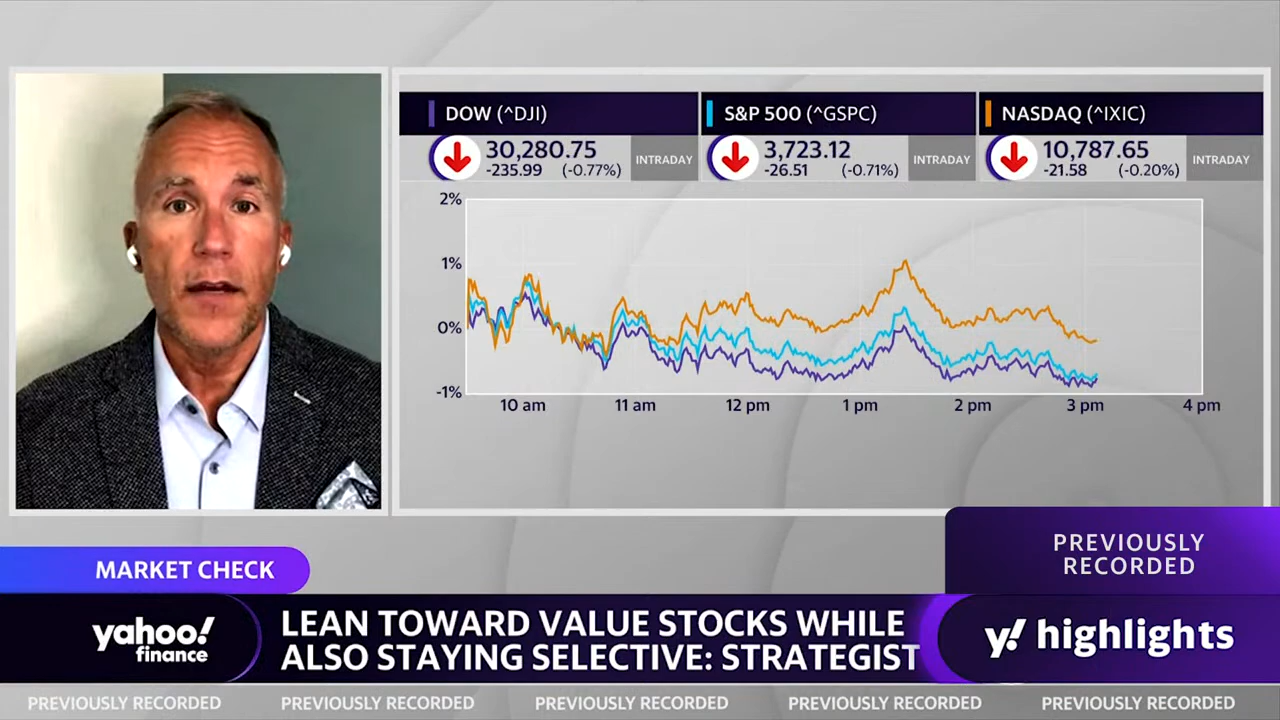 DOW (^DJI)
30,280.75
-235.99 (-0.77%)
INTRADAY
S&P 500 (^GSPC)
3,723.12
-26.51 (-0.71%)
INTRADAY
NASDAQ (^IXIC)
10,787.65
-21.58 (-0.20%)
INTRADAY
2%
1%
0%
-1%
10 am 11 am 12 pm 1 pm 2 pm 3 pm 4 pm
PREVIOUSLY
RECORDED
MARKET CHECK
yahoo!
finance
LEAN TOWARD VALUE STOCKS WHILE
ALSO STAYING SELECTIVE: STRATEGIST
y! highlights
PREVIOUSLY RECORDED PREVIOUSLY RECORDED PREVIOUSLY RECORDED PREVIOUSLY RECORDED PREVIOUSLY RECORDED